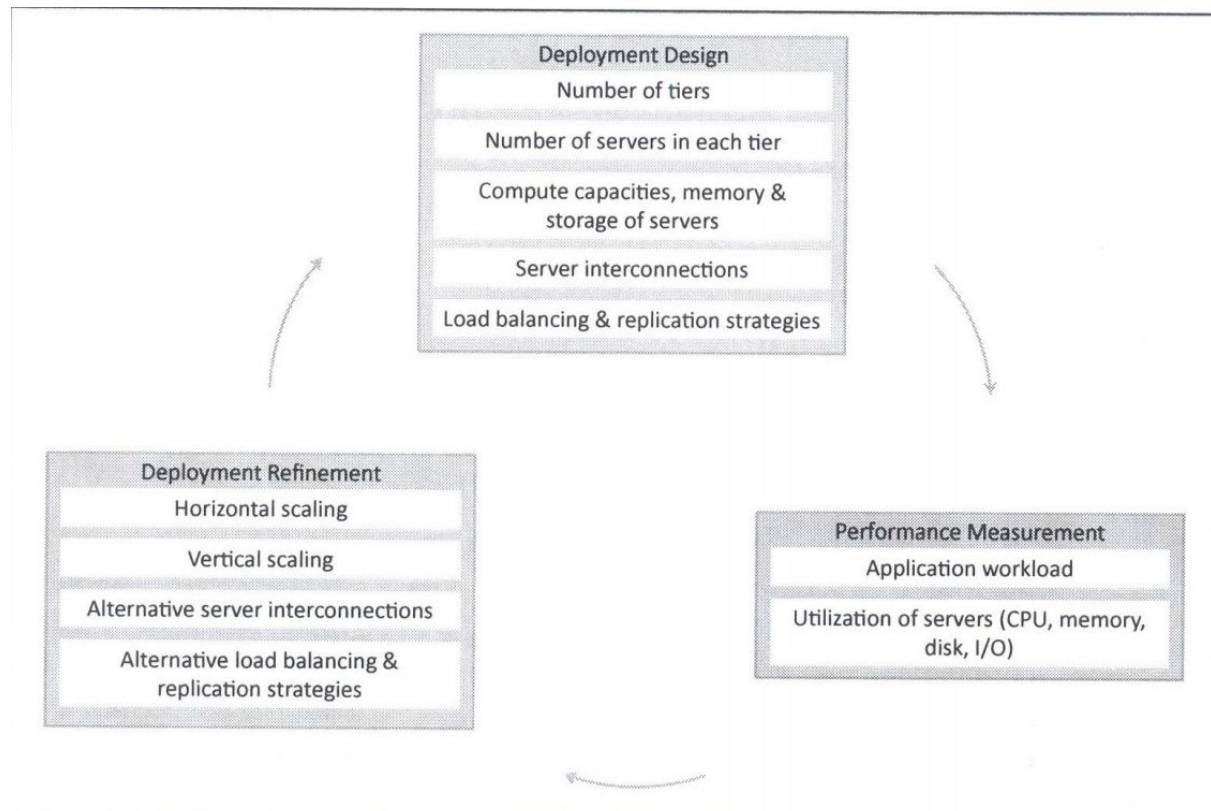 Deployment Design
Number of tiers
Number of servers in each tier
Compute capacities, memory &
storage of servers
Server interconnections
Load balancing & replication strategies
Deployment Refinement
Horizontal scaling
Vertical scaling
Alternative server interconnections
Alternative load balancing &
replication strategies
Performance Measurement
Application workload
Utilization of servers (CPU, memory,
disk, I/O)